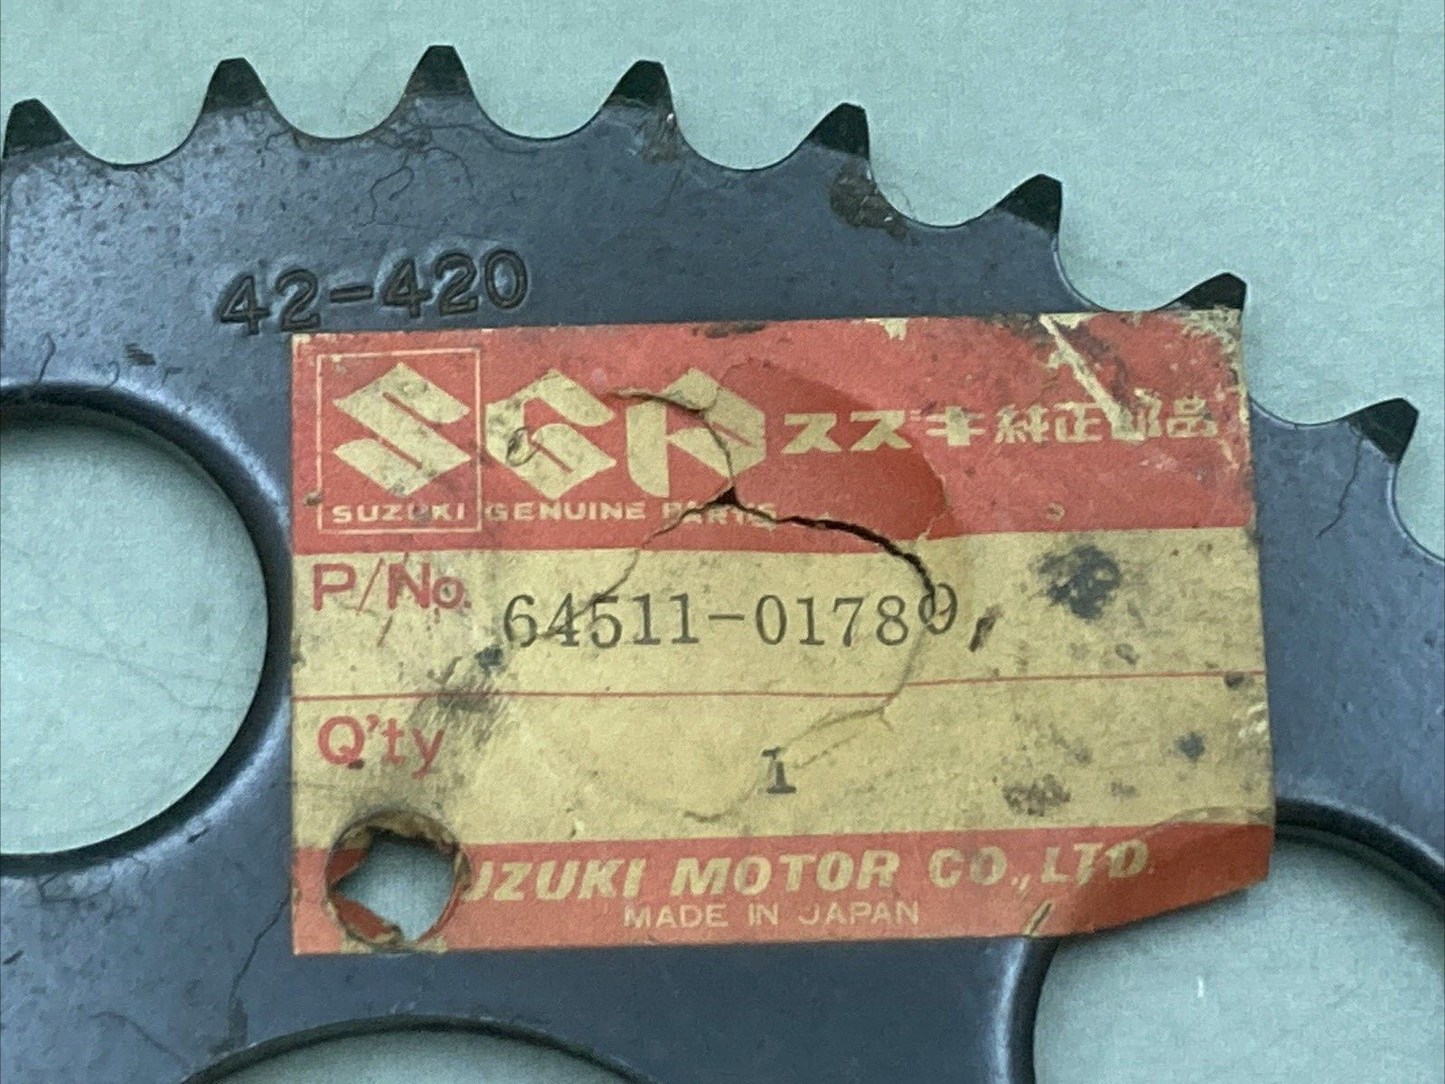 42-420
SGP スズキ純正部品
SUZUKI GENUINE PARTS
P/No. 64511-01780
Q'ty 1
SUZUKI MOTOR CO., LTD.
MADE IN JAPAN